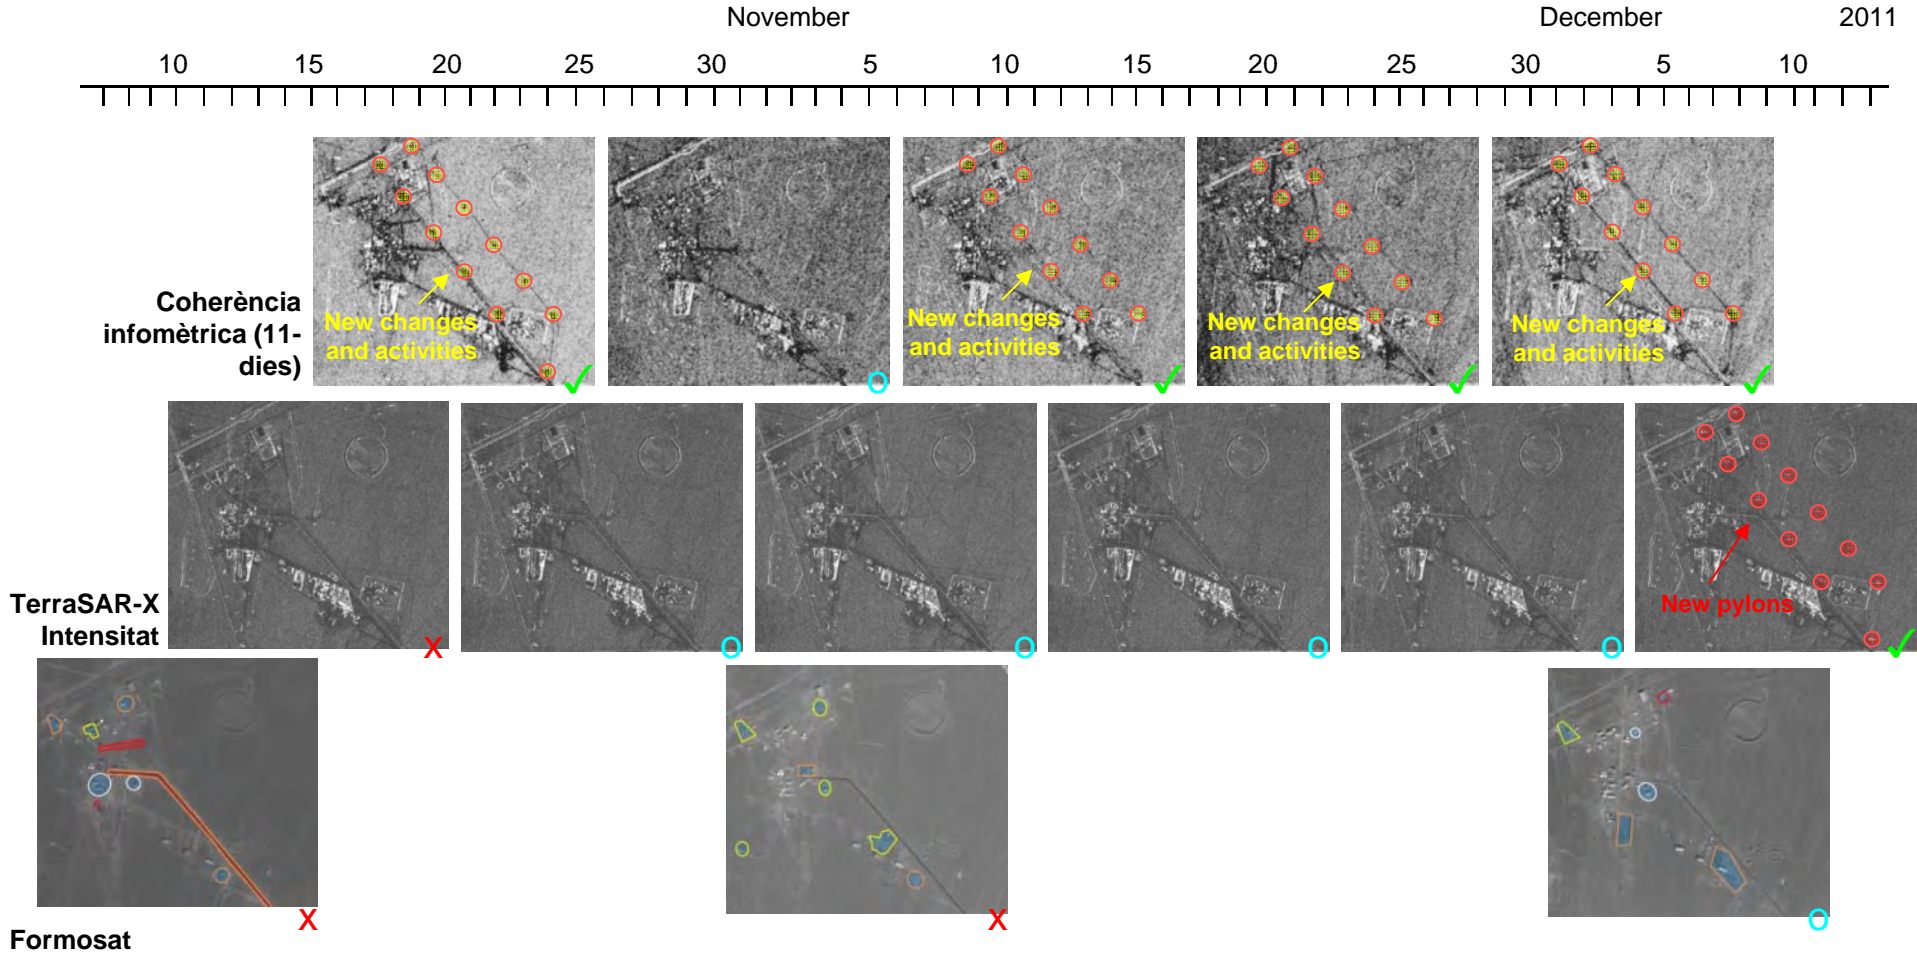 November December 2011
10 15 20 25 30 5 10 15 20 25 30 5 10
Coherència
infomètrica (11-
dies)
New changes
and activities
New changes
and activities
New changes
and activities
New changes
and activities
✓ O ✓ ✓ ✓
TerraSAR-X
Intensitat
New pylons
X O O O O ✓
X X O
Formosat